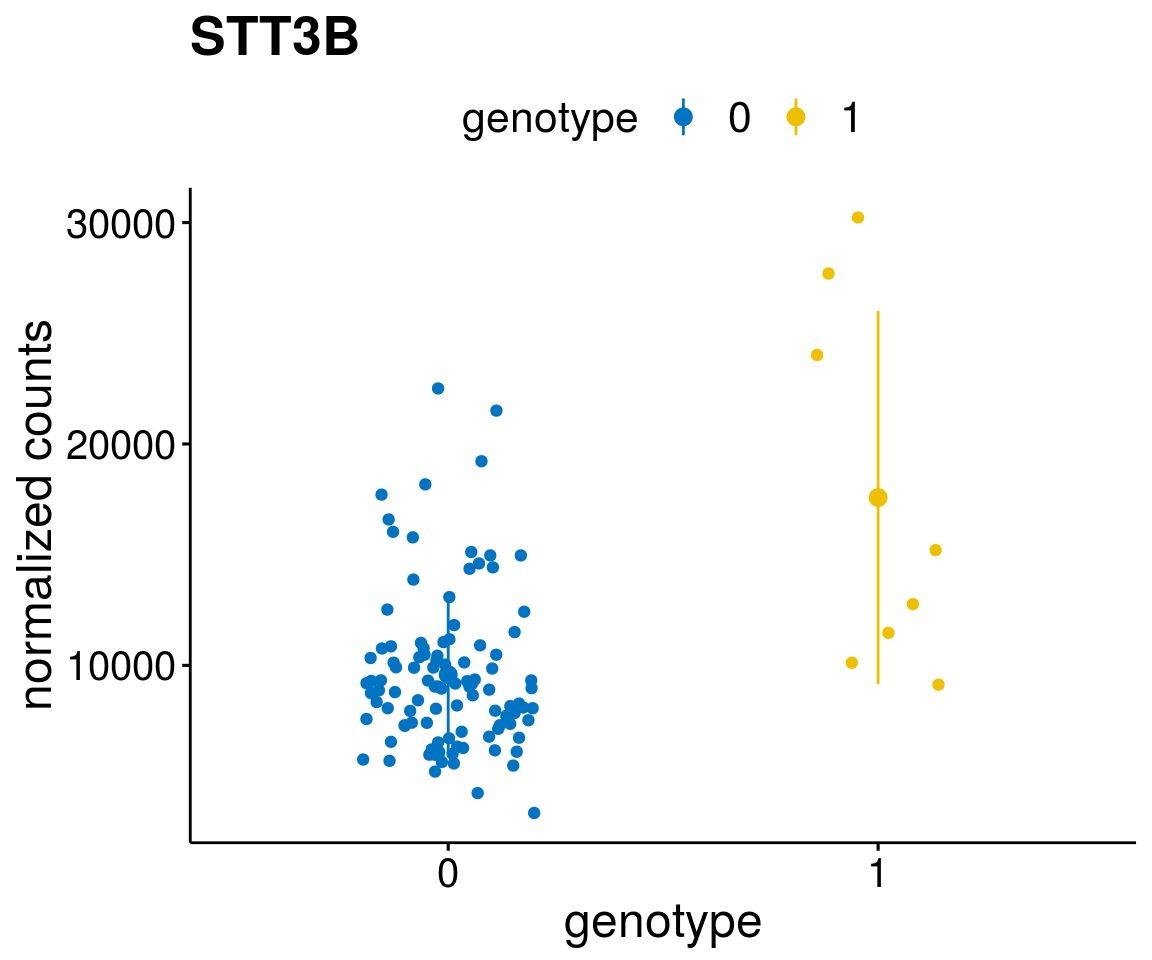 STT3B
genotype 0 1
30000
20000
10000
normalized counts
0 1
genotype